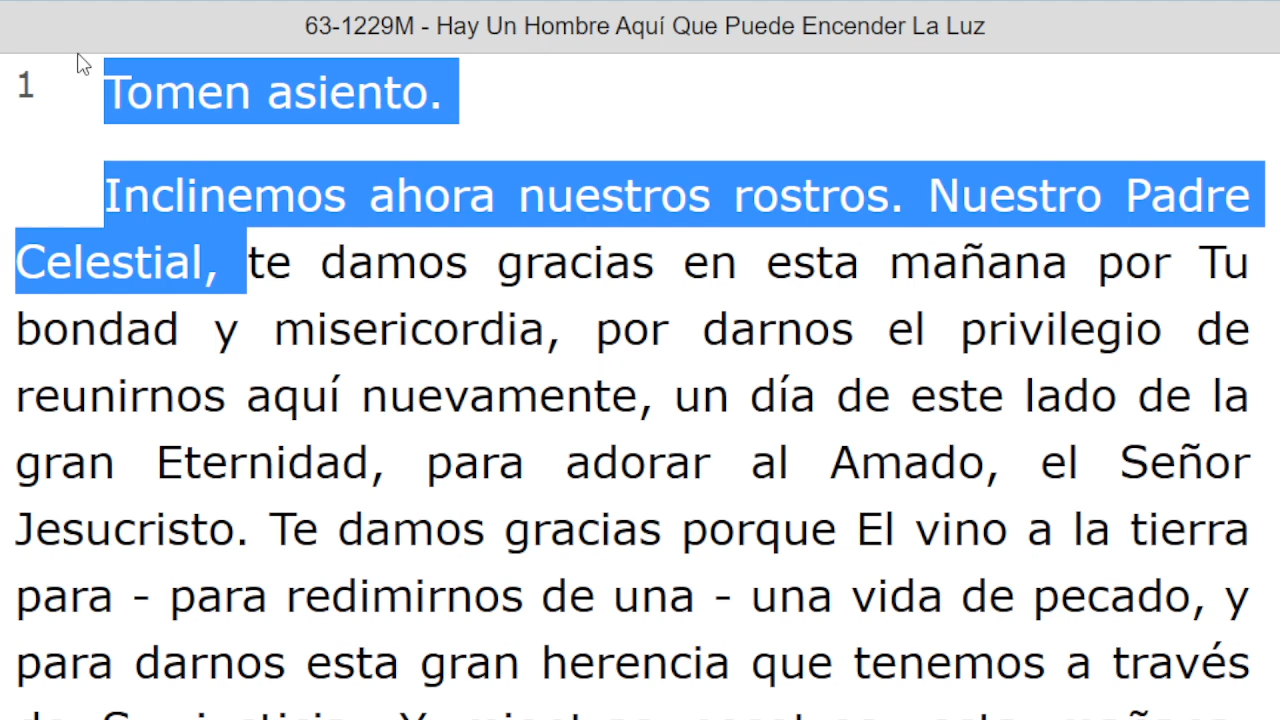 63-1229M - Hay Un Hombre Aquí Que Puede Encender La Luz
1 Tomen asiento.
Inclinemos ahora nuestros rostros. Nuestro Padre
Celestial, te damos gracias en esta mañana por Tu
bondad y misericordia, por darnos el privilegio de
reunirnos aquí nuevamente, un día de este lado de la
gran Eternidad, para adorar al Amado, el Señor
Jesucristo. Te damos gracias porque El vino a la tierra
para - para redimirnos de una - una vida de pecado, y
para darnos esta gran herencia que tenemos a través